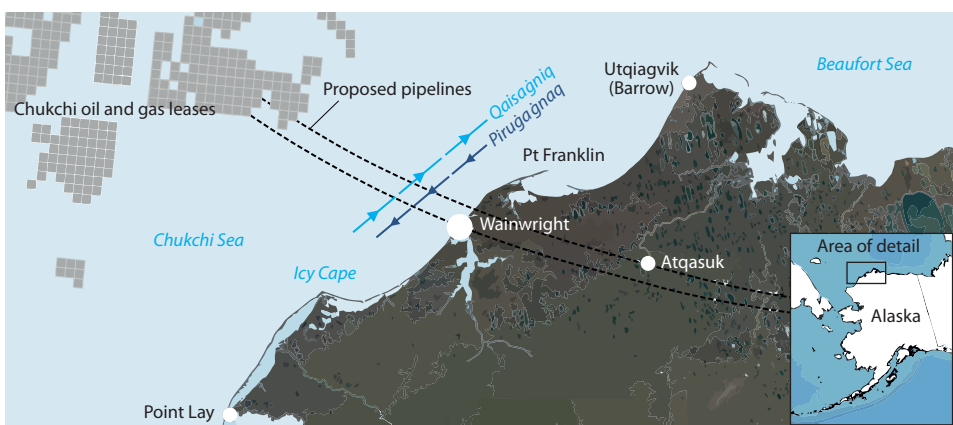 Beaufort Sea
Utqiagvik
(Barrow)
Proposed pipelines
Chukchi oil and gas leases
Qaisaġniq
Piruġaġnaq
Pt Franklin
Wainwright
Chukchi Sea
Atqasuk
Icy Cape
Area of detail
Alaska
Point Lay